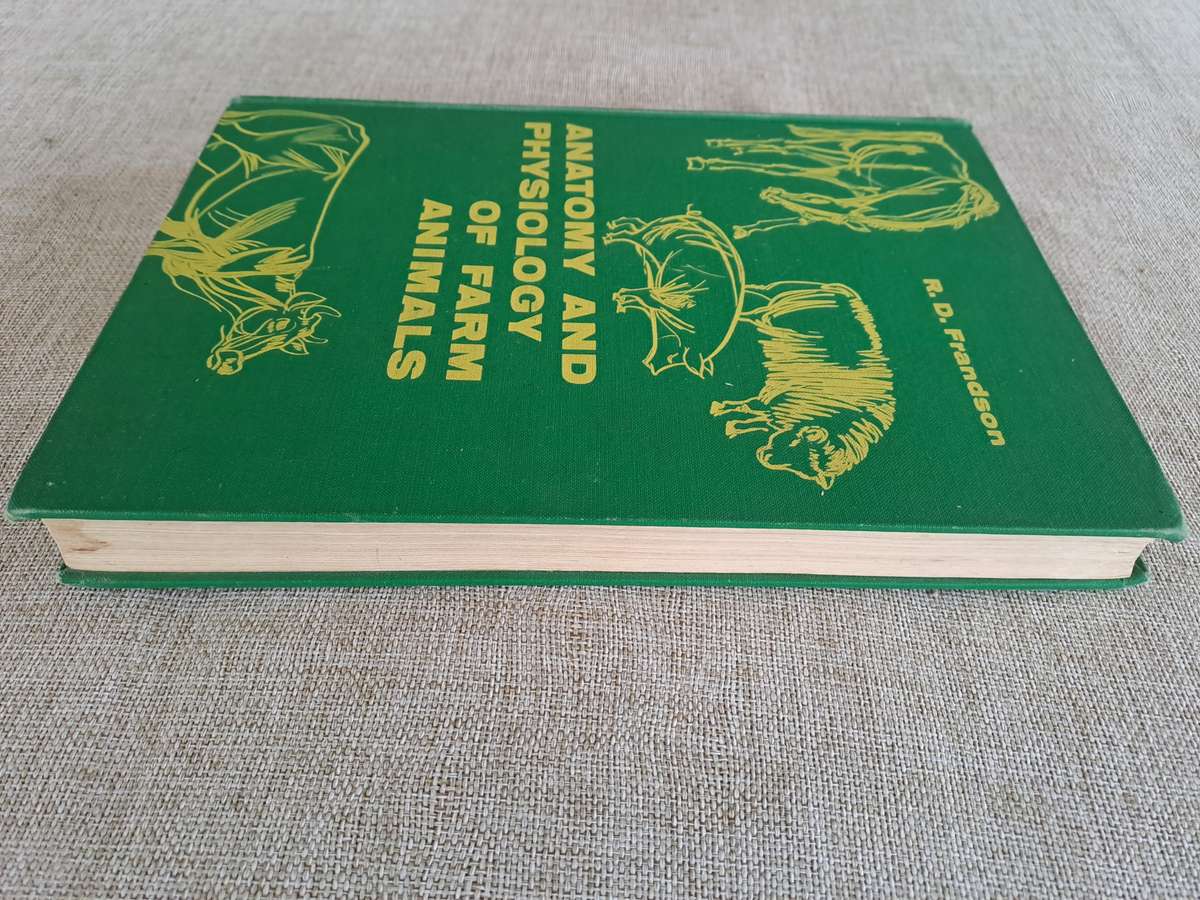 R. D. Frandson
ANATOMY AND
PHYSIOLOGY
OF FARM
ANIMALS